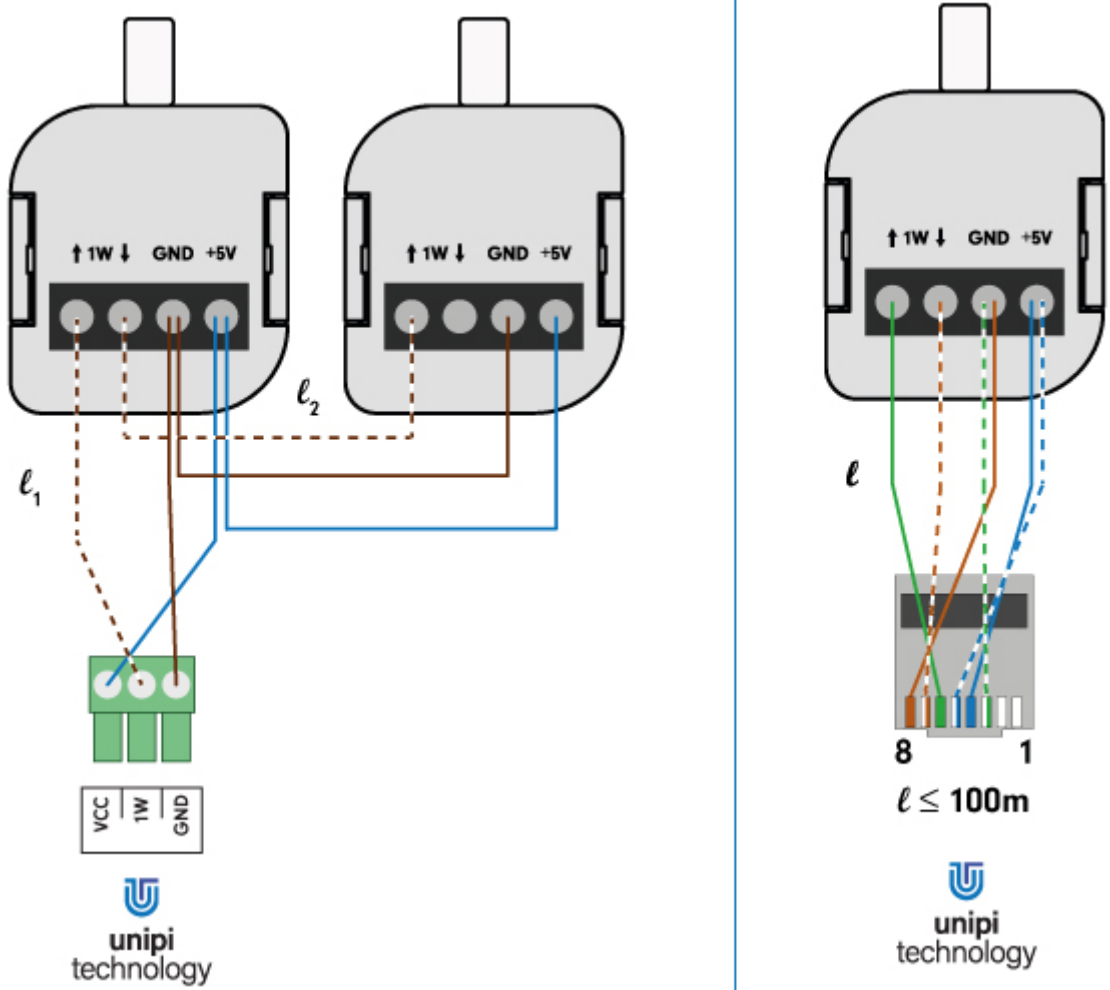 ↑ 1W ↓ GND +5V
↑ 1W ↓ GND +5V
ℓ₂
ℓ₁
VCC
1W
GND
unipi
technology
↑ 1W ↓ GND +5V
ℓ
8 1
ℓ ≤ 100m
unipi
technology